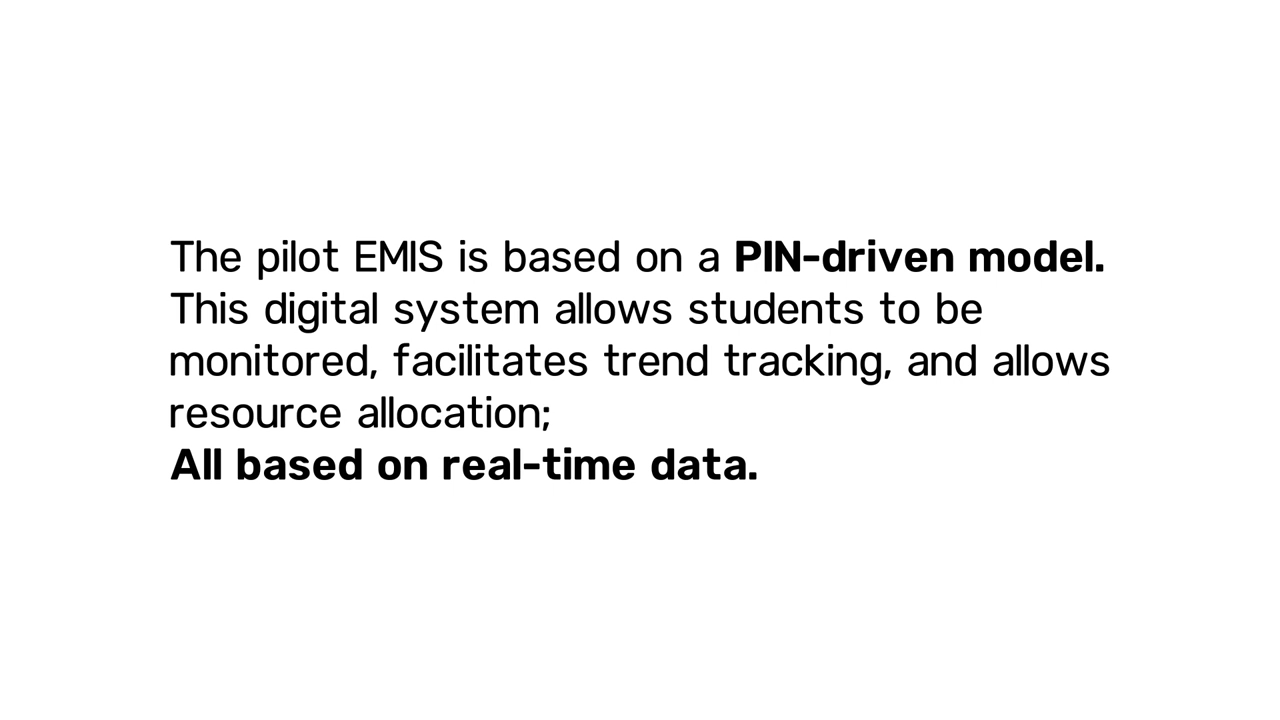 The pilot EMIS is based on a PIN-driven model.
This digital system allows students to be
monitored, facilitates trend tracking, and allows
resource allocation;
All based on real-time data.